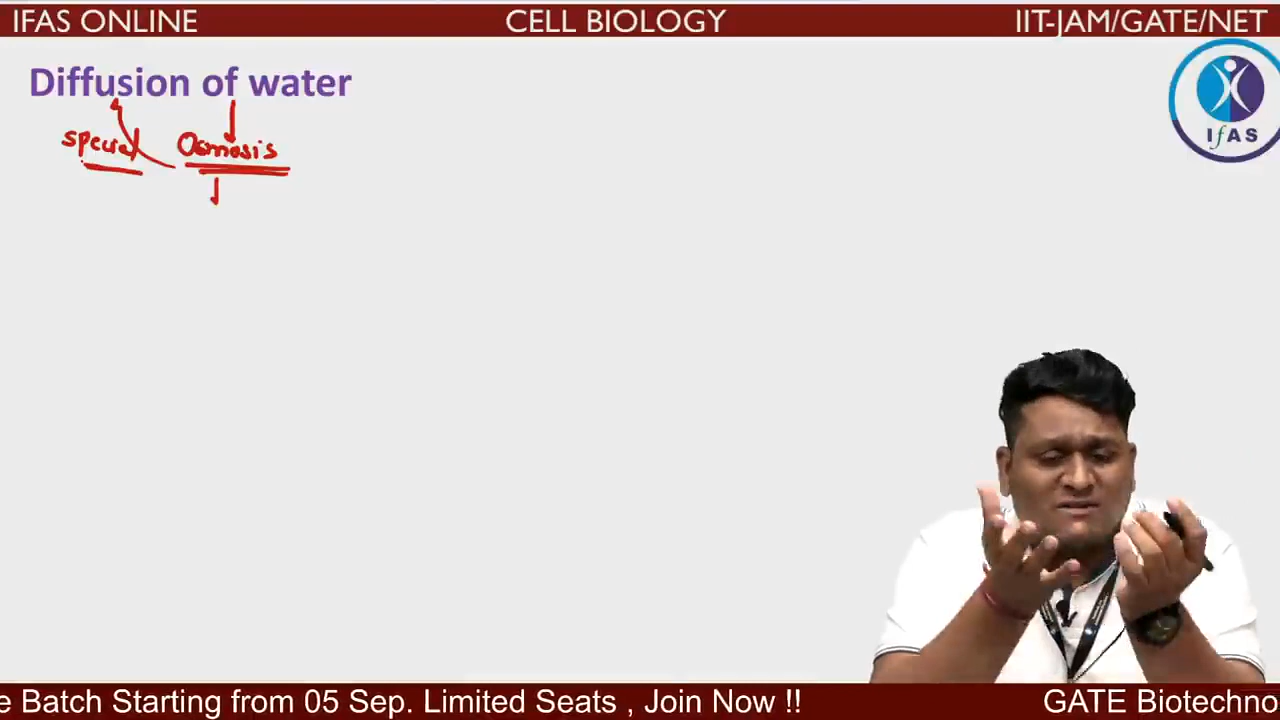 IFAS ONLINE CELL BIOLOGY IIT-JAM/GATE/NET
Diffusion of water
special Osmosis
IfAS
e Batch Starting from 05 Sep. Limited Seats , Join Now !! GATE Biotechno